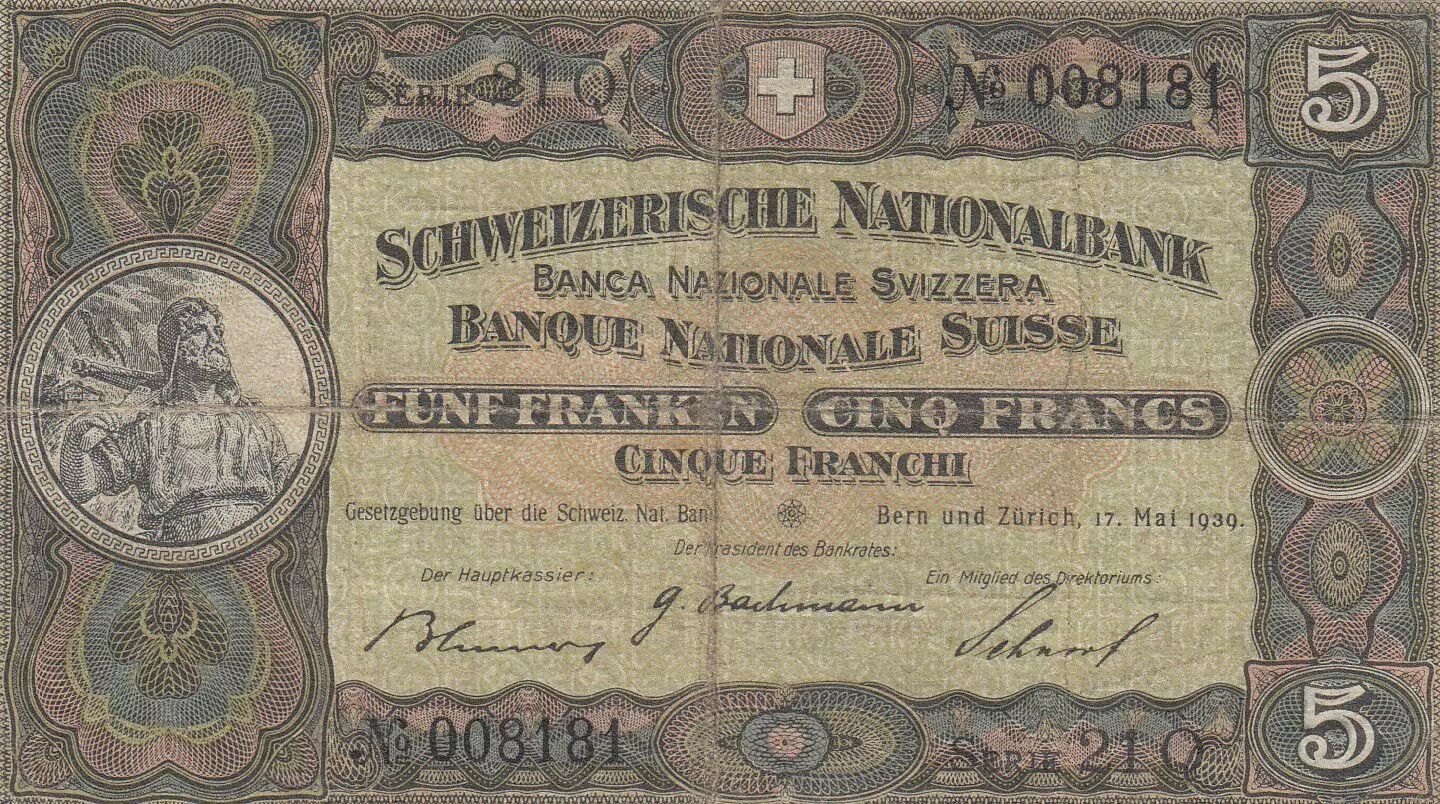 SERIE 21 Q
№ 008181
5
SCHWEIZERISCHE NATIONALBANK
BANCA NAZIONALE SVIZZERA
BANQUE NATIONALE SUISSE
FÜNF FRANKEN CINQ FRANCS
CINQUE FRANCHI
Gesetzgebung über die Schweiz. Nat. Bank
Bern und Zürich, 17. Mai 1939.
Der Präsident des Bankrates:
Der Hauptkassier:
Ein Mitglied des Direktoriums:
G. Bachmann
Schnorf
№ 008181
SERIE 21 Q
5